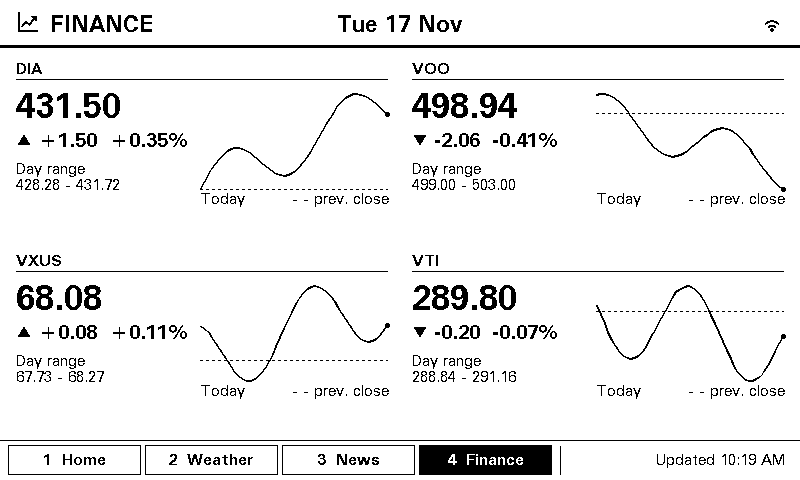 FINANCE
Tue 17 Nov
DIA
431.50
▲ +1.50 +0.35%
Day range
428.28 - 431.72
Today
- - prev. close
VOO
498.94
▼ -2.06 -0.41%
Day range
499.00 - 503.00
Today
- - prev. close
VXUS
68.08
▲ +0.08 +0.11%
Day range
67.73 - 68.27
Today
- - prev. close
VTI
289.80
▼ -0.20 -0.07%
Day range
288.84 - 291.16
Today
- - prev. close
1 Home
2 Weather
3 News
4 Finance
Updated 10:19 AM